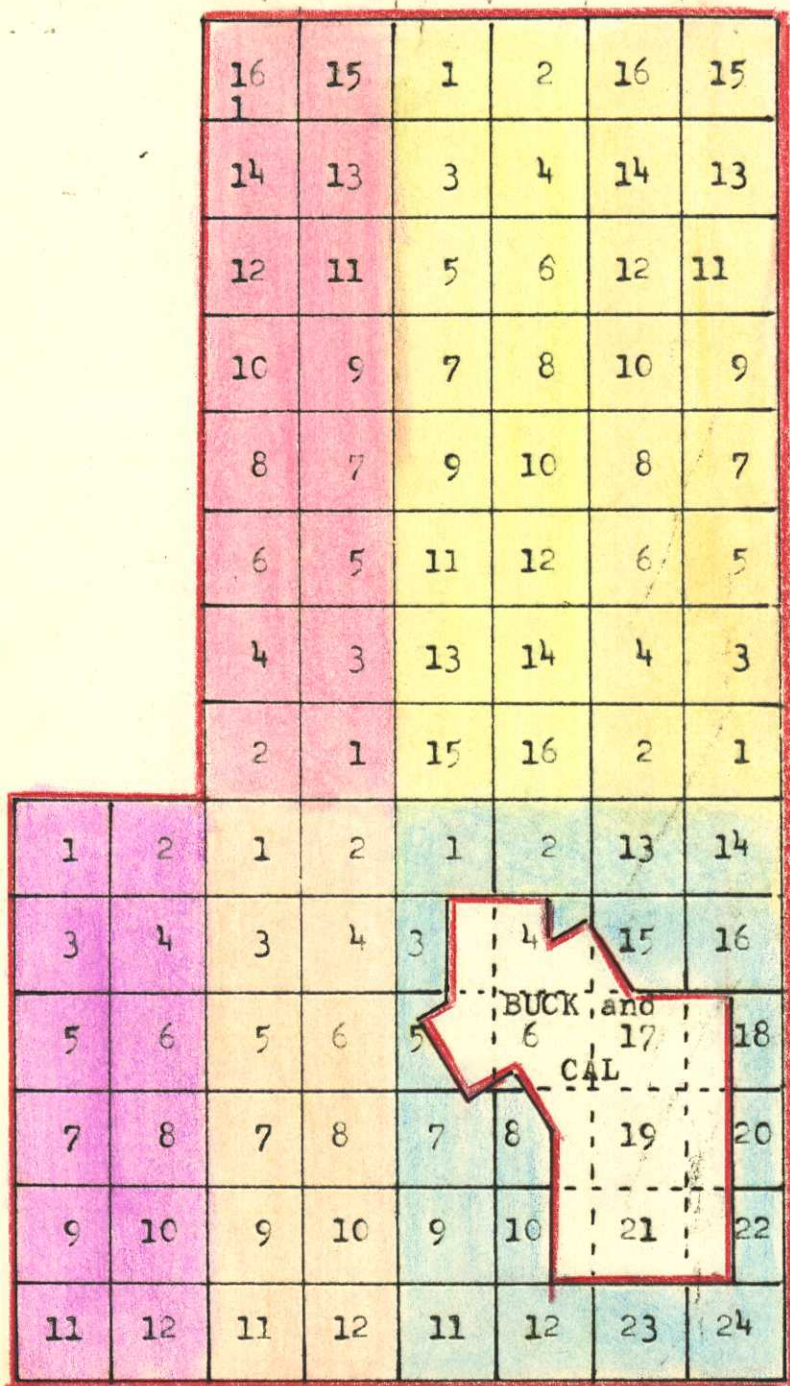 16 15 1 2 16 15
1
14 13 3 4 14 13
12 11 5 6 12 11
10 9 7 8 10 9
8 7 9 10 8 7
6 5 11 12 6 5
4 3 13 14 4 3
2 1 15 16 2 1
1 2 1 2 1 2 13 14
3 4 3 4 3 4 15 16
BUCK and
5 6 5 6 5 6 17 18
CAL
7 8 7 8 7 8 19 20
9 10 9 10 9 10 21 22
11 12 11 12 11 12 23 24